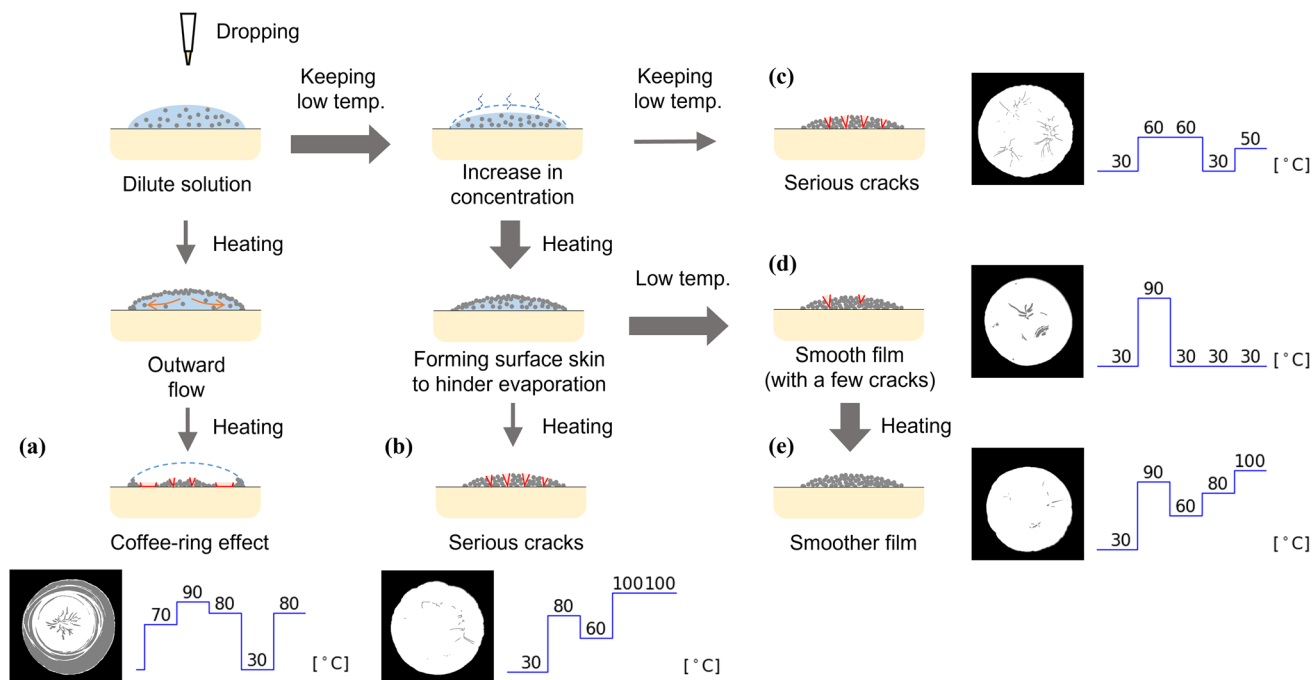 Dropping
Keeping
low temp.
Keeping
low temp.
(c)
60 60
50
30
30
[°C]
Dilute solution
Increase in
concentration
Serious cracks
Heating
Heating
Low temp.
(d)
90
30
30 30 30
[°C]
Outward
flow
Forming surface skin
to hinder evaporation
Smooth film
(with a few cracks)
(a)
Heating
(b)
Heating
(e)
Heating
90
60
80
100
30
[°C]
Coffee-ring effect
Serious cracks
Smoother film
70
90
80
30
80
[°C]
30
80
60
100100
[°C]